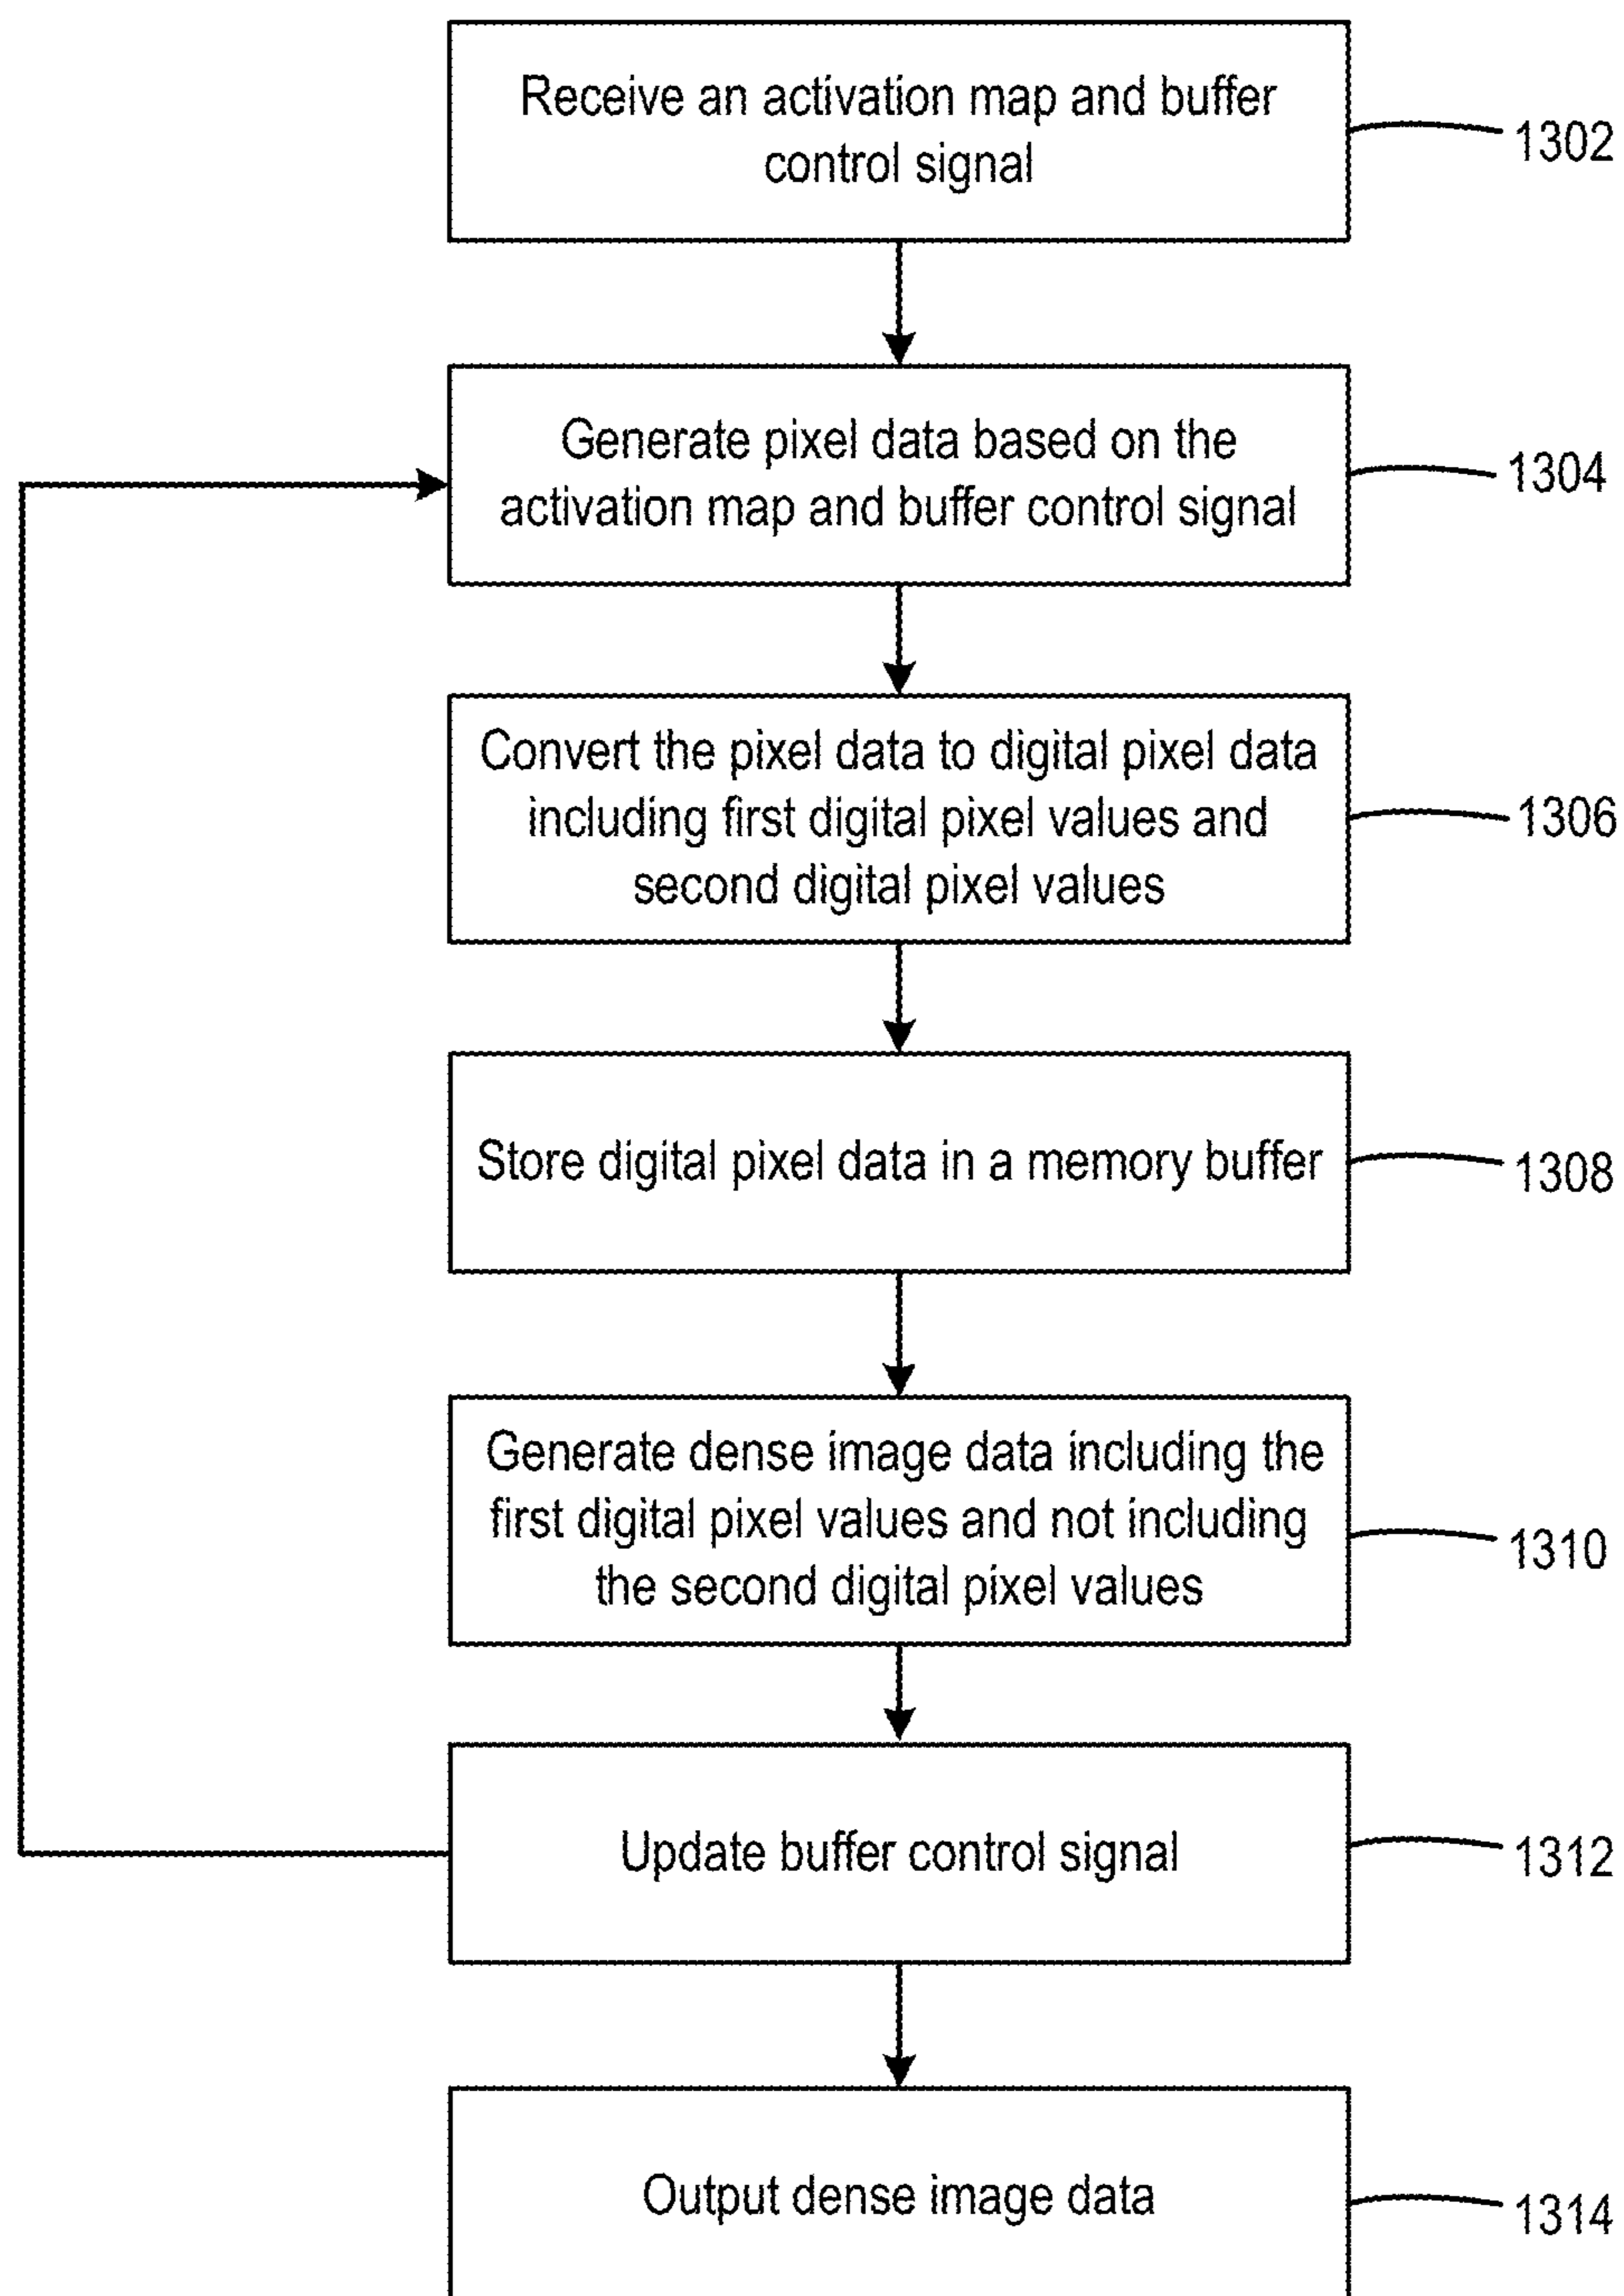 Receive an activation map and buffer
control signal
1302
Generate pixel data based on the
activation map and buffer control signal
1304
Convert the pixel data to digital pixel data
including first digital pixel values and
second digital pixel values
1306
Store digital pixel data in a memory buffer
1308
Generate dense image data including the
first digital pixel values and not including
the second digital pixel values
1310
Update buffer control signal
1312
Output dense image data
1314